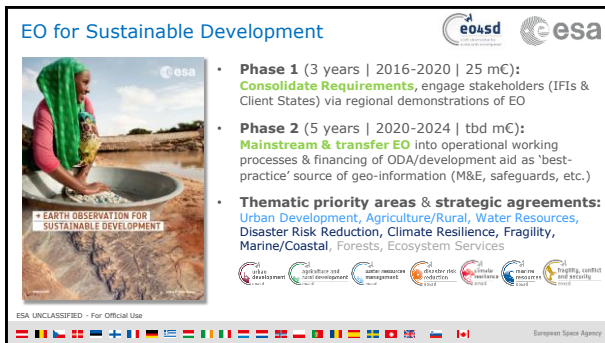 EO for Sustainable Development
eo4sd
esa
esa
→ EARTH OBSERVATION FOR
SUSTAINABLE DEVELOPMENT
• Phase 1 (3 years | 2016-2020 | 25 m€):
Consolidate Requirements, engage stakeholders (IFIs &
Client States) via regional demonstrations of EO
• Phase 2 (5 years | 2020-2024 | tbd m€):
Mainstream & transfer EO into operational working
processes & financing of ODA/development aid as ‘best-
practice’ source of geo-information (M&E, safeguards, etc.)
• Thematic priority areas & strategic agreements:
Urban Development, Agriculture/Rural, Water Resources,
Disaster Risk Reduction, Climate Resilience, Fragility,
Marine/Coastal, Forests, Ecosystem Services
urban
development
agriculture and
rural development
water resources
management
disaster risk
reduction
climate
resilience
marine
resources
fragility, conflict
and security
ESA UNCLASSIFIED - For Official Use
European Space Agency